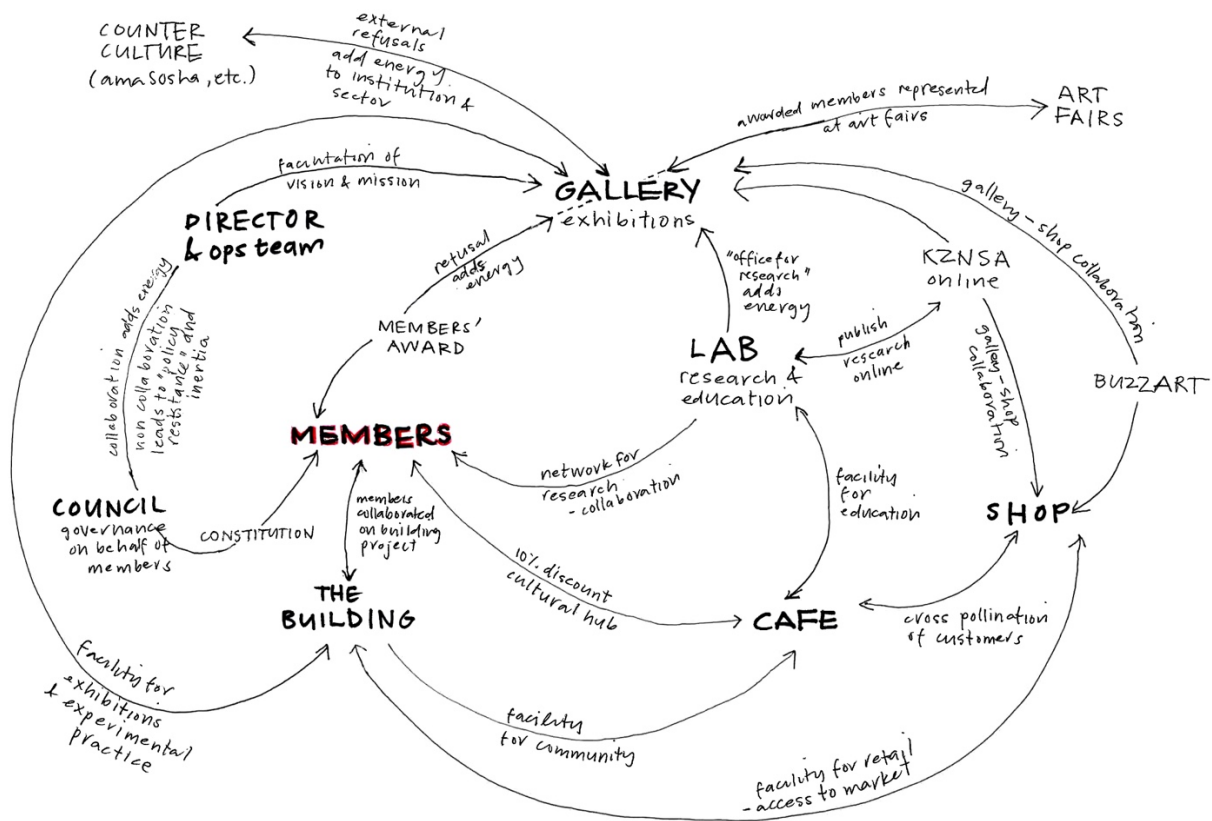 COUNTER
CULTURE
(amaSosha, etc.)
external
refusals
add energy
to institution &
sector
awarded members represented
at art fairs
ART
FAIRS
facilitation of
vision & mission
GALLERY
exhibitions
DIRECTOR
& ops team
refusal
adds
energy
"office for
research"
adds
energy
KZNSA
online
gallery-shop collaboration
collaboration adds energy
non collaboration
leads to "policy
resistance" and
inertia
MEMBERS'
AWARD
LAB
research &
education
publish
research
online
gallery-shop
collaboration
BUZZART
MEMBERS
network for
research
- collaboration
facility
for
education
SHOP
COUNCIL
governance
on behalf of
members
CONSTITUTION
members
collaborated
on building
project
10% discount
cultural hub
THE
BUILDING
CAFE
cross pollination
of customers
facility for
exhibitions
& experimental
practice
facility
for community
facility for retail
- access to market